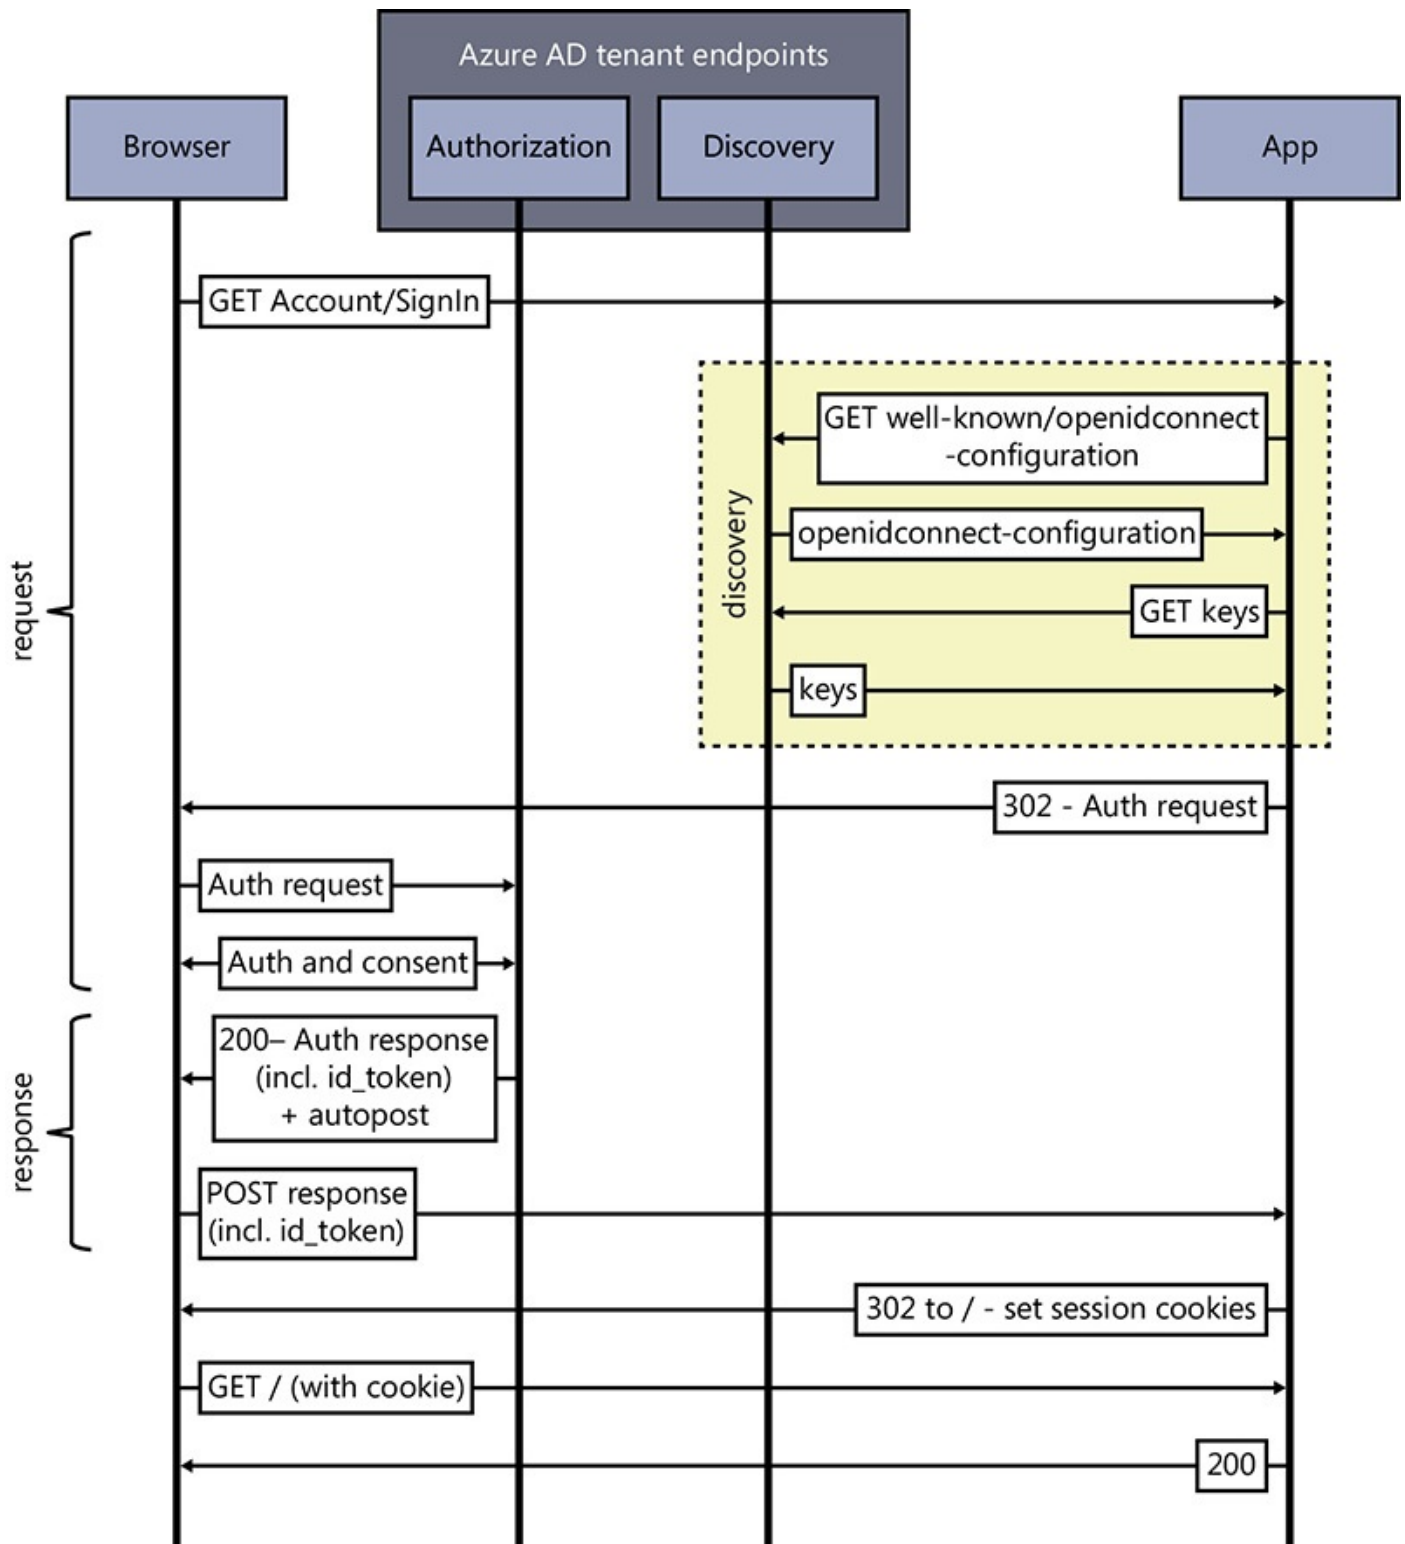 Azure AD tenant endpoints
Browser
Authorization
Discovery
App
request
GET Account/SignIn
discovery
GET well-known/openidconnect
-configuration
openidconnect-configuration
GET keys
keys
302 - Auth request
Auth request
Auth and consent
response
200– Auth response
(incl. id_token)
+ autopost
POST response
(incl. id_token)
302 to / - set session cookies
GET / (with cookie)
200